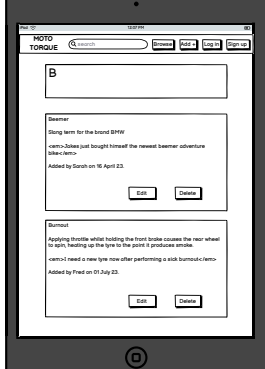 iPad
12:07 PM
MOTO
TORQUE
search
Browse
Add +
Log in
Sign up
B
Beemer
Slang term for the brand BMW
<em>Jakes just bought himself the newest beemer adventure
bike</em>
Added by Sarah on 16 April 23.
Edit
Delete
Burnout
Applying throttle whilst holding the front brake causes the rear wheel
to spin, heating up the tyre to the point it produces smoke.
<em>I need a new tyre now after performing a sick burnout</em>
Added by Fred on 01 July 23.
Edit
Delete